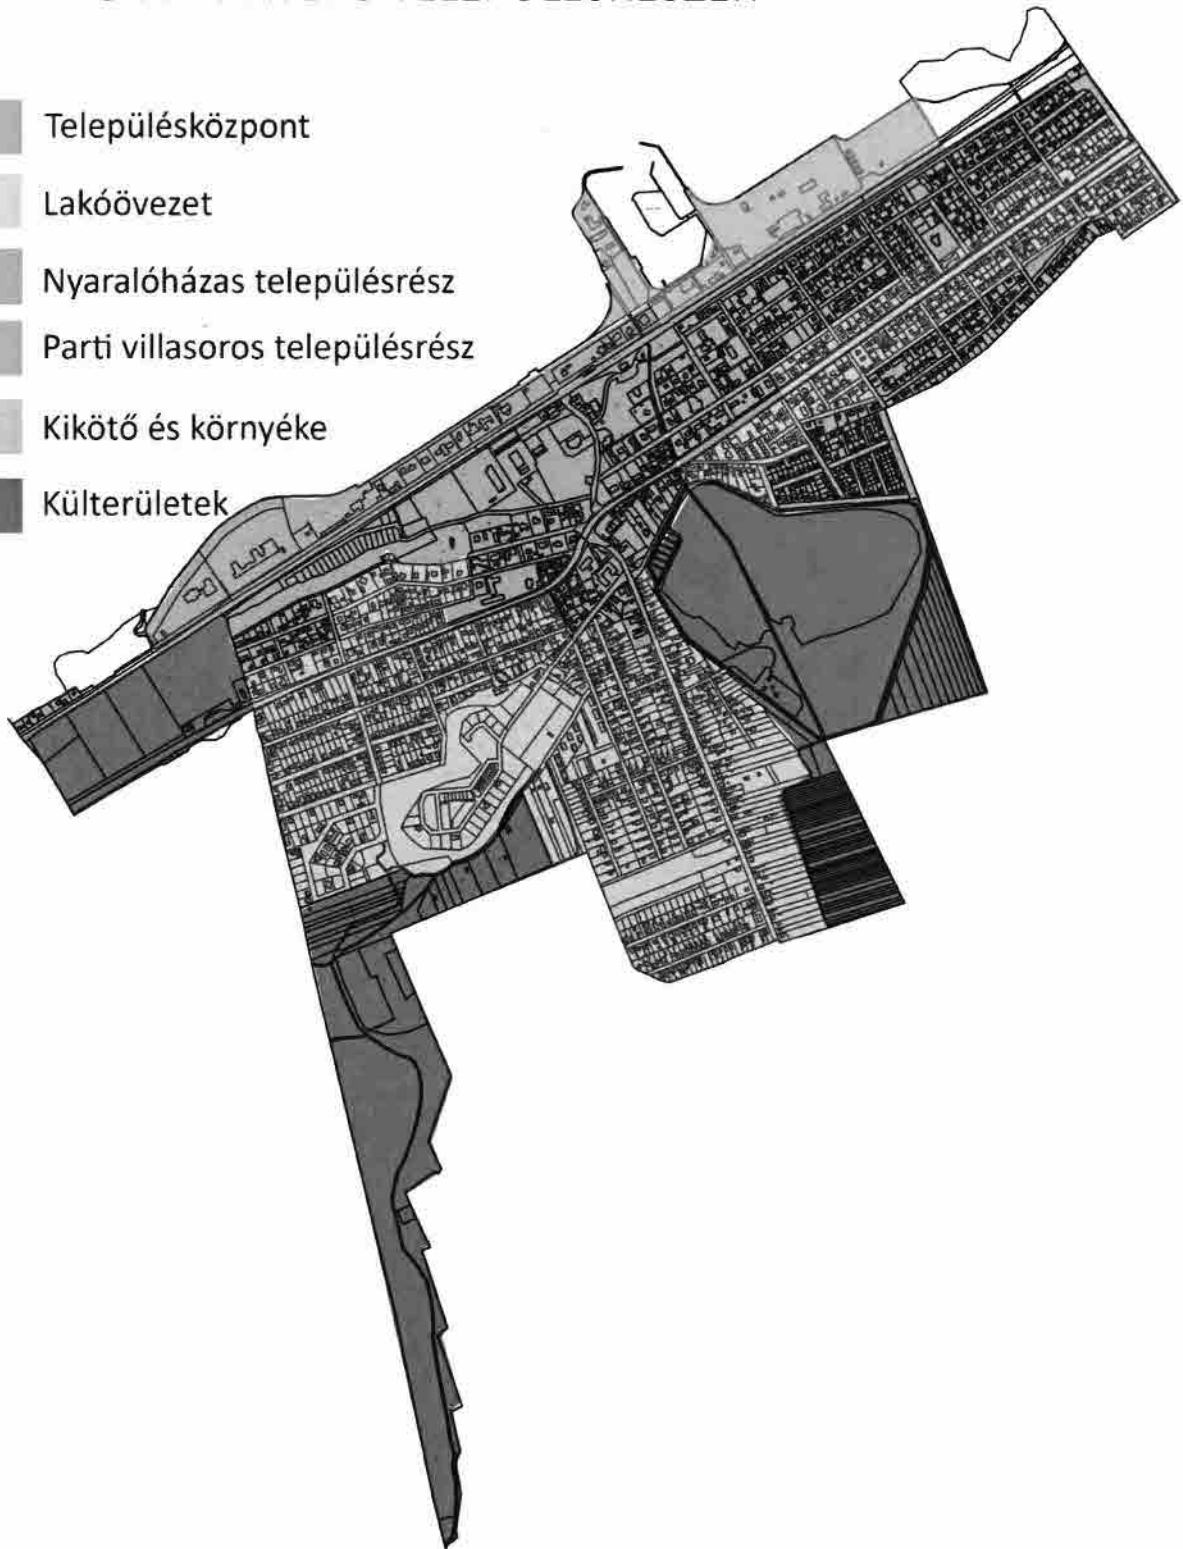 Településközpont
Lakóövezet
Nyaralóházas településrész
Parti villasoros településrész
Kikötő és környéke
Külterületek